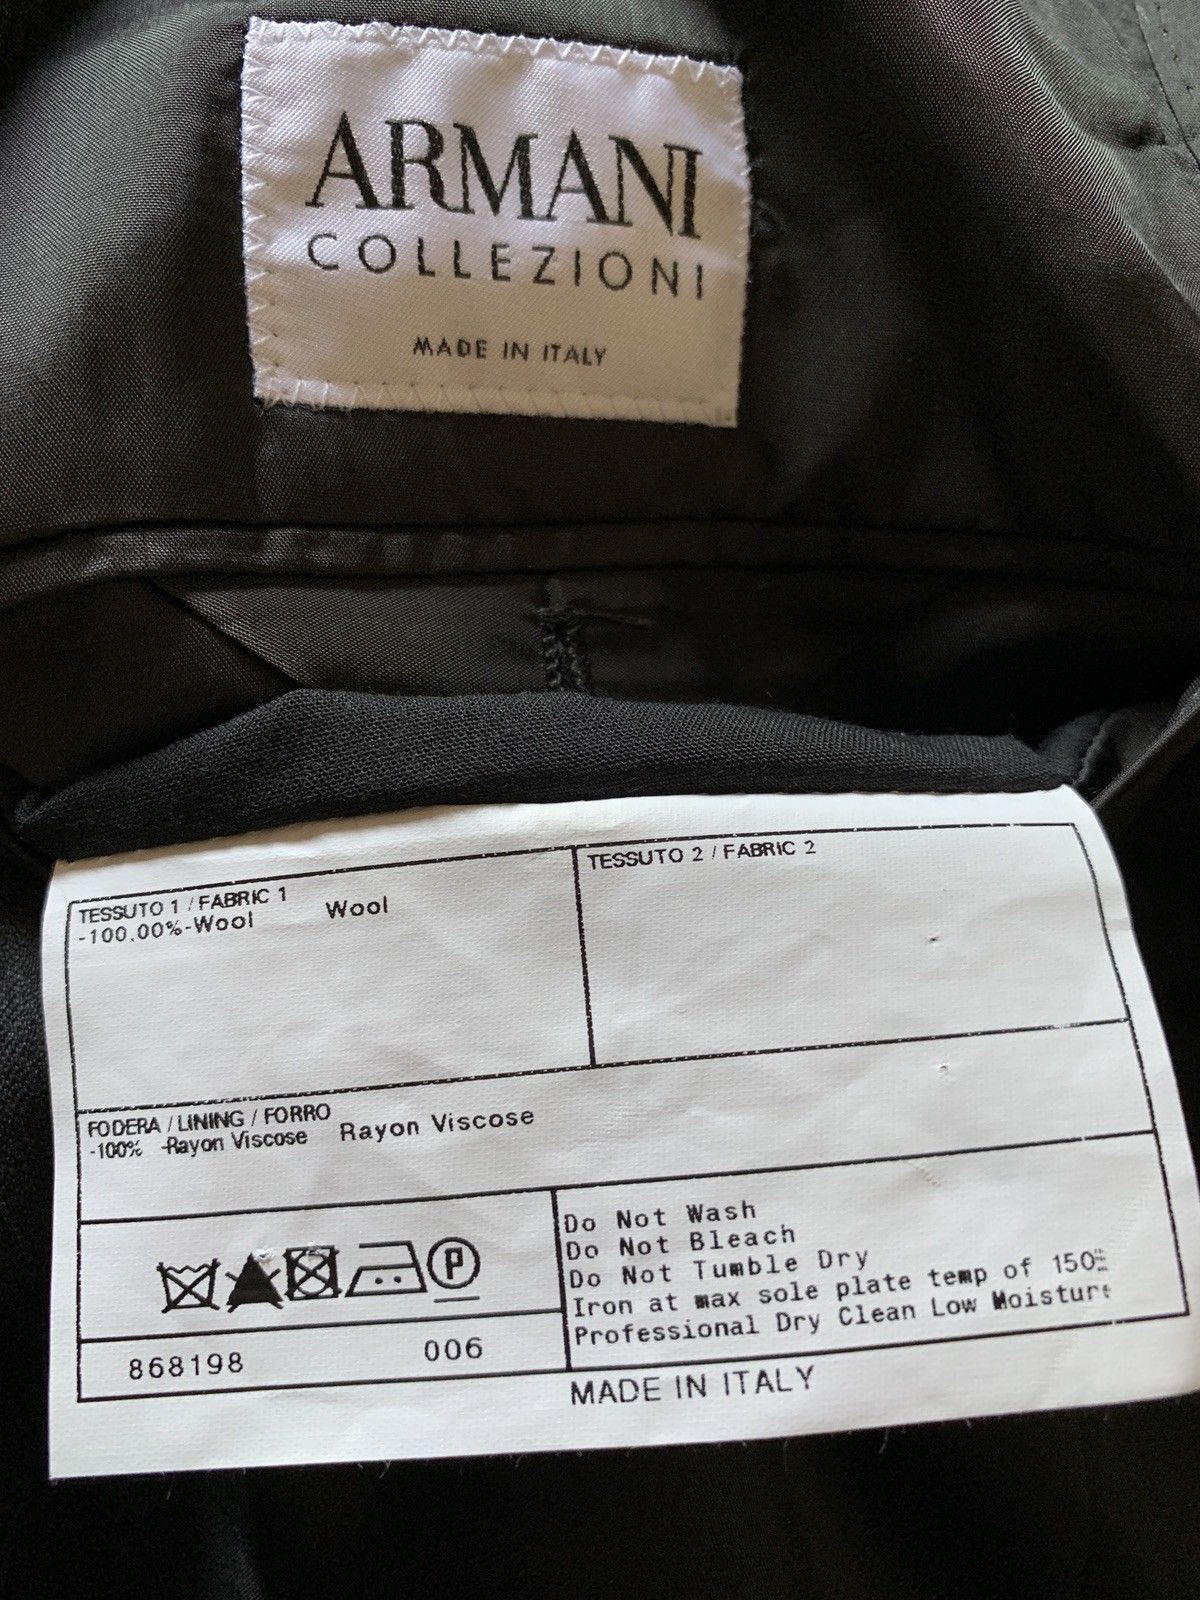 ARMANI
COLLEZIONI
MADE IN ITALY
TESSUTO 1 / FABRIC 1
-100,00%-Wool Wool
TESSUTO 2 / FABRIC 2
FODERA / LINING / FORRO
-100% -Rayon Viscose Rayon Viscose
P
Do Not Wash
Do Not Bleach
Do Not Tumble Dry
Iron at max sole plate temp of 150
Professional Dry Clean Low Moisture
868198 006
MADE IN ITALY